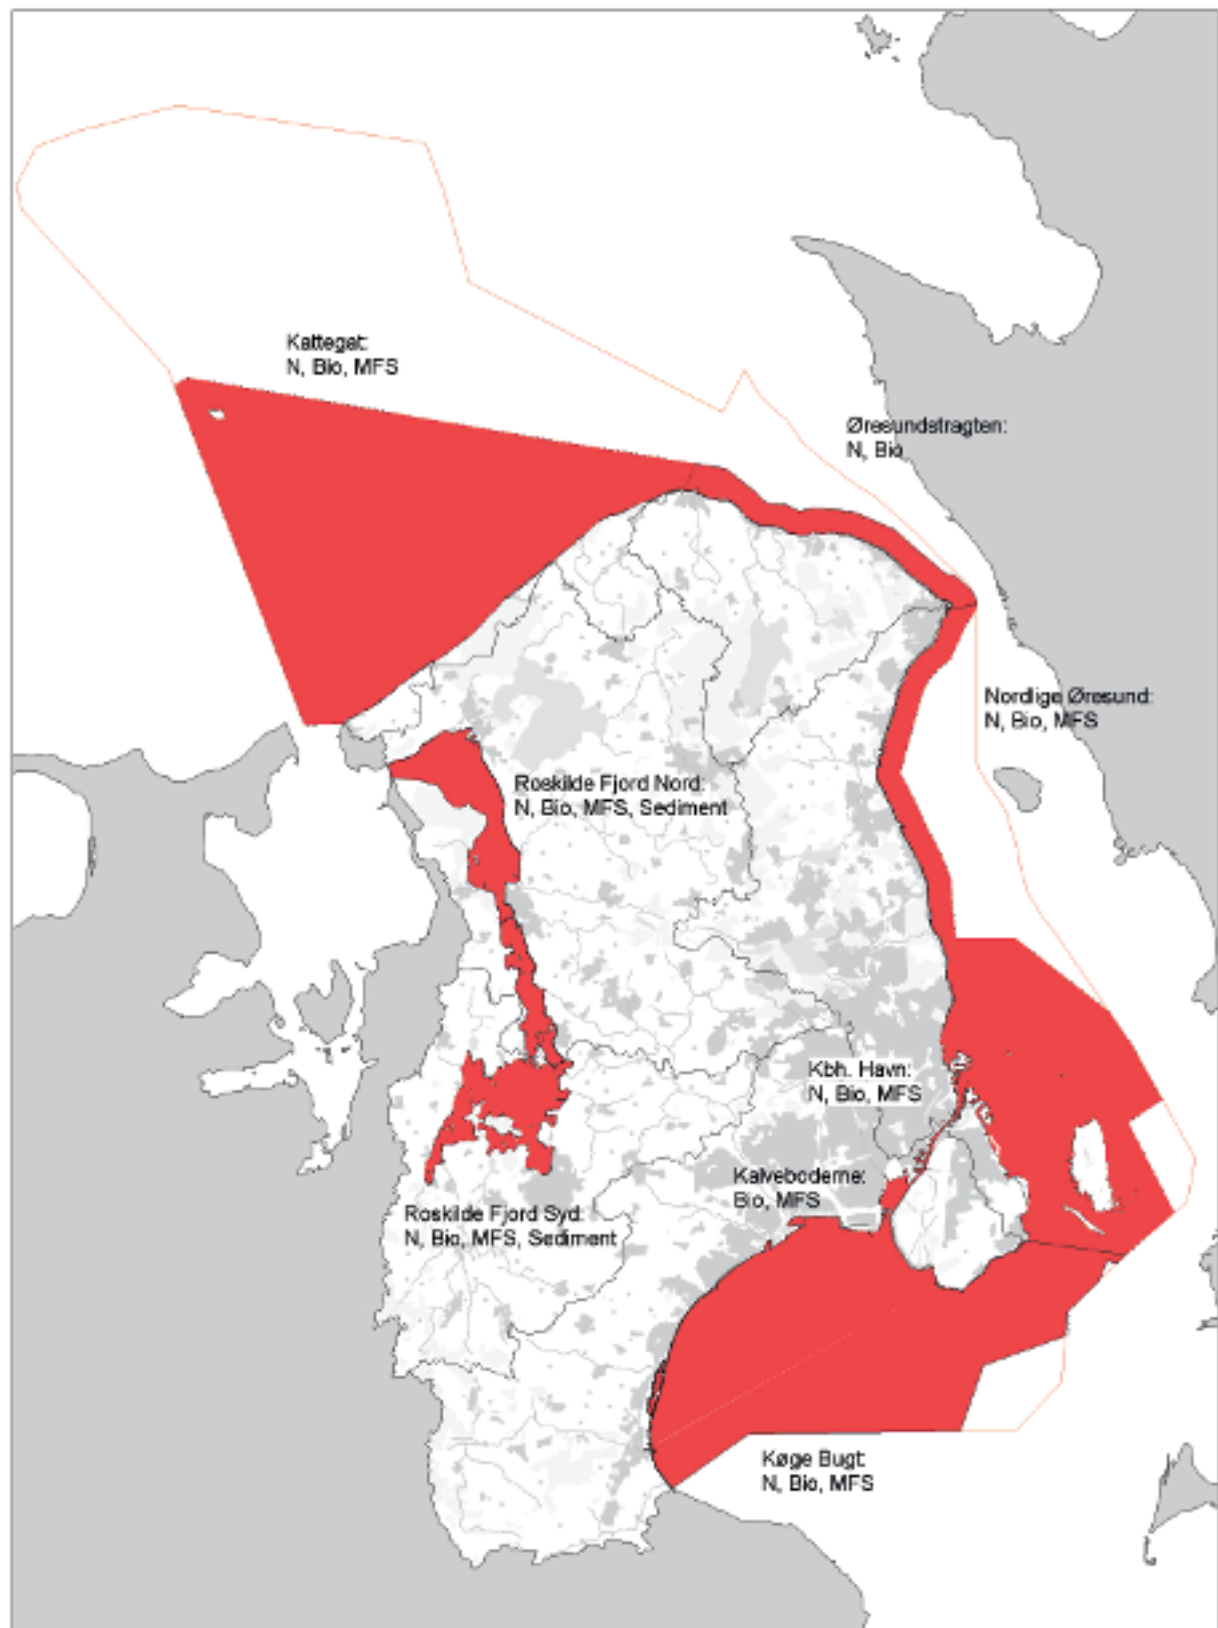 Kattegat:
N, Bio, MFS
Øresundstragten:
N, Bio
Nordlige Øresund:
N, Bio, MFS
Roskilde Fjord Nord:
N, Bio, MFS, Sediment
Kbh. Havn:
N, Bio, MFS
Kalveboderne:
Bio, MFS
Roskilde Fjord Syd:
N, Bio, MFS, Sediment
Køge Bugt:
N, Bio, MFS